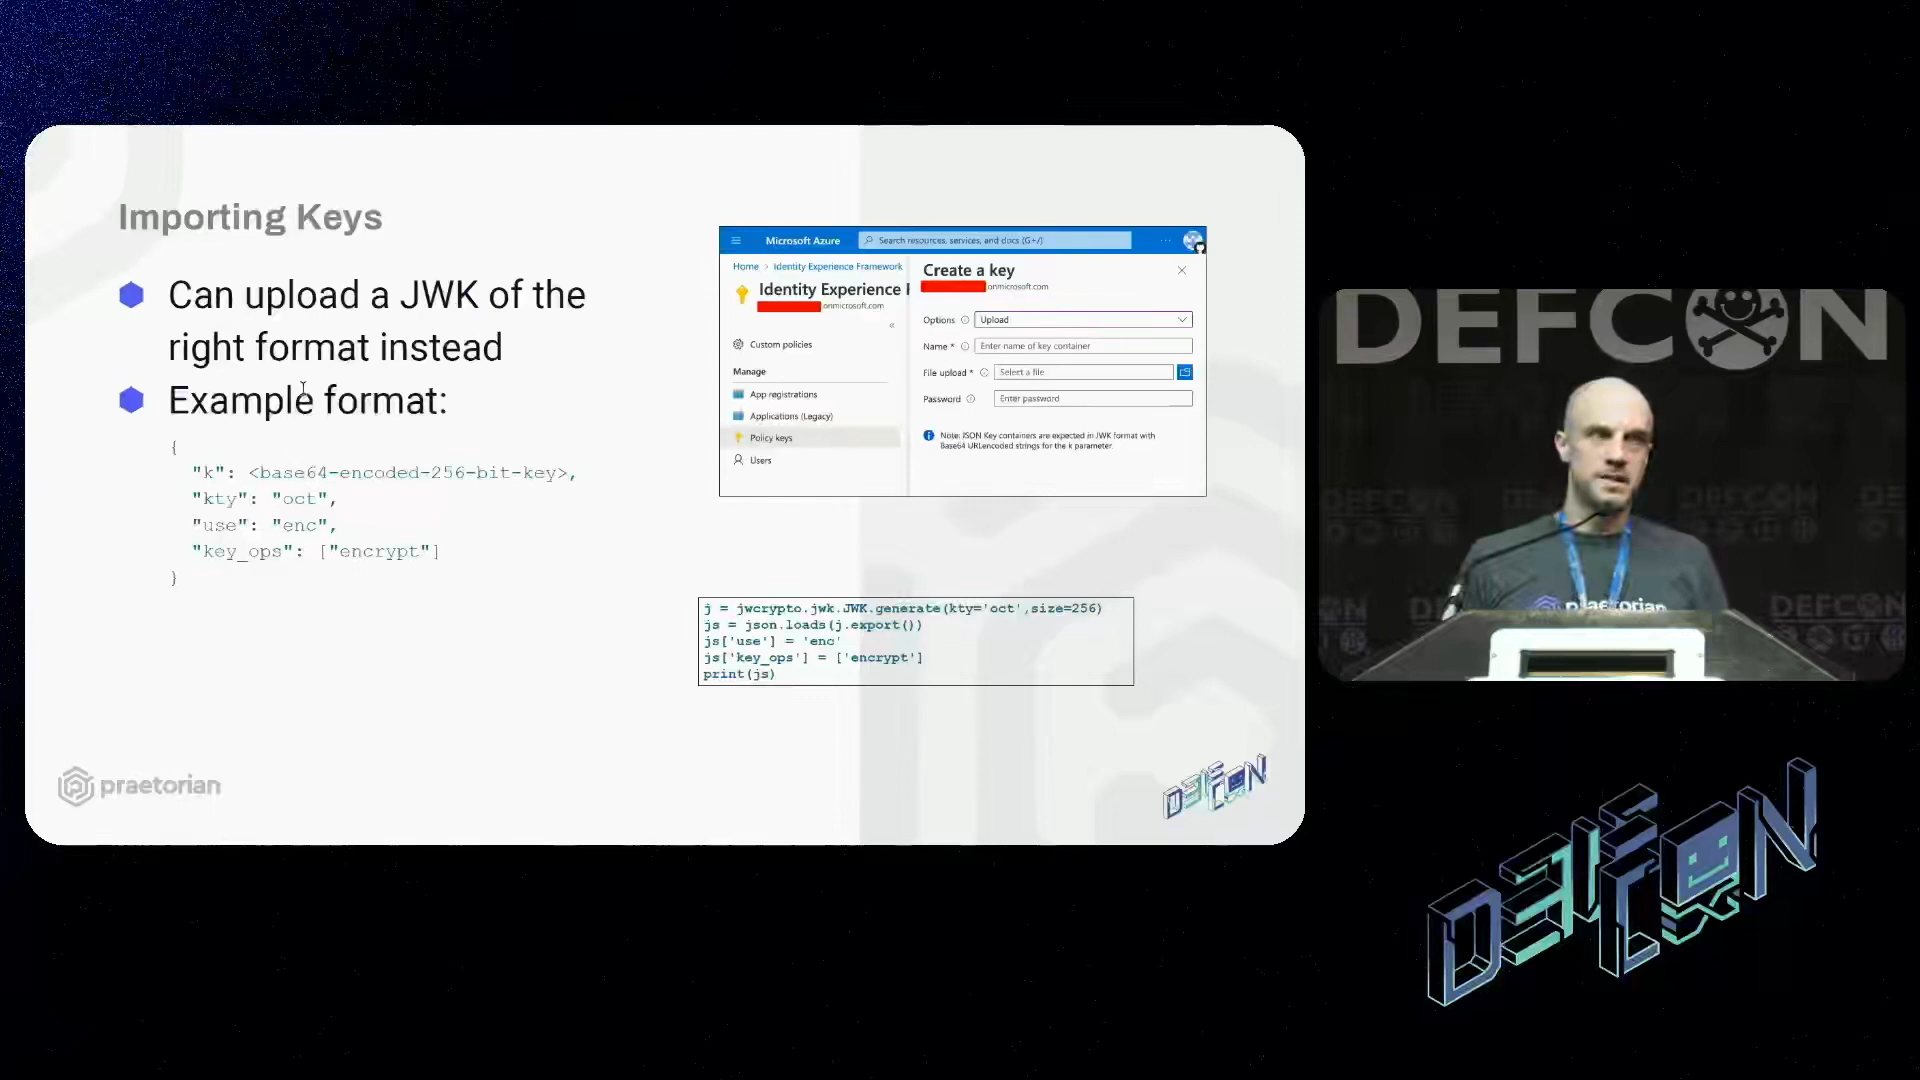 Importing Keys
Can upload a JWK of the
right format instead
Example format:
{
"k": <base64-encoded-256-bit-key>,
"kty": "oct",
"use": "enc",
"key_ops": ["encrypt"]
}
Microsoft Azure
Search resources, services, and docs (G+/)
...
Home > Identity Experience Framework
Identity Experience F
.onmicrosoft.com
«
Custom policies
Manage
App registrations
Applications (Legacy)
Policy keys
Users
Create a key
.onmicrosoft.com
Options
Upload
Name *
Enter name of key container
File upload *
Select a file
Password
Enter password
Note: JSON Key containers are expected in JWK format with
Base64 URLencoded strings for the k parameter.
j = jwcrypto.jwk.JWK.generate(kty='oct',size=256)
js = json.loads(j.export())
js['use'] = 'enc'
js['key_ops'] = ['encrypt']
print(js)
praetorian
DEFCON
DEFCON
praetorian
DEFCON
DEFCON